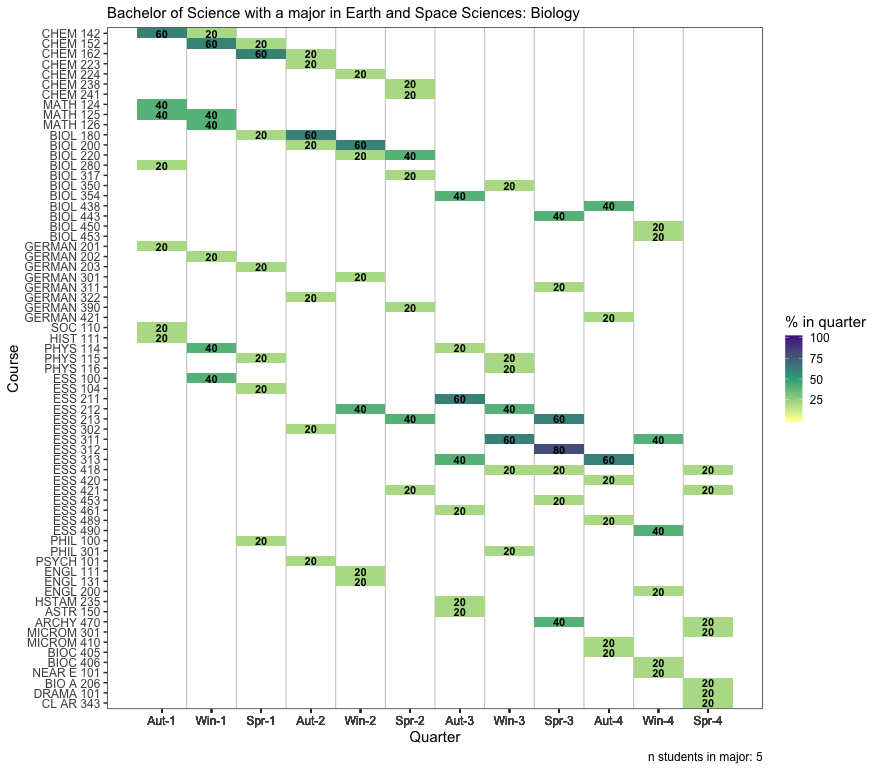 Bachelor of Science with a major in Earth and Space Sciences: Biology
CHEM 142 60 20
CHEM 152 60 20
CHEM 162 60 20
CHEM 223 20
CHEM 224 20
CHEM 238 20
CHEM 241 20
MATH 124 40
MATH 125 40 40
MATH 126 40
BIOL 180 20 60
BIOL 200 20 60
BIOL 220 20 40
BIOL 280 20
BIOL 317 20
BIOL 350 20
BIOL 354 40
BIOL 438 40
BIOL 443 40
BIOL 450 20
BIOL 453 20
GERMAN 201 20
GERMAN 202 20
GERMAN 203 20
GERMAN 301 20
GERMAN 311 20
GERMAN 322 20
GERMAN 390 20
GERMAN 421 20
SOC 110 20
HIST 111 20
PHYS 114 40 20
PHYS 115 20 20
PHYS 116 20
ESS 100 40
ESS 104 20
ESS 211 60
ESS 212 40 40
ESS 213 40 60
ESS 302 20
ESS 311 60 40
ESS 312 80
ESS 313 40 60
ESS 418 20 20 20
ESS 420 20
ESS 421 20 20
ESS 453 20
ESS 461 20
ESS 489 20
ESS 490 40
PHIL 100 20
PHIL 301 20
PSYCH 101 20
ENGL 111 20
ENGL 131 20
ENGL 200 20
HSTAM 235 20
ASTR 150 20
ARCHY 470 40 20
MICROM 301 20
MICROM 410 20
BIOC 405 20
BIOC 406 20
NEAR E 101 20
BIO A 206 20
DRAMA 101 20
CL AR 343 20
Course
Aut-1 Win-1 Spr-1 Aut-2 Win-2 Spr-2 Aut-3 Win-3 Spr-3 Aut-4 Win-4 Spr-4
Quarter
% in quarter
100
75
50
25
n students in major: 5